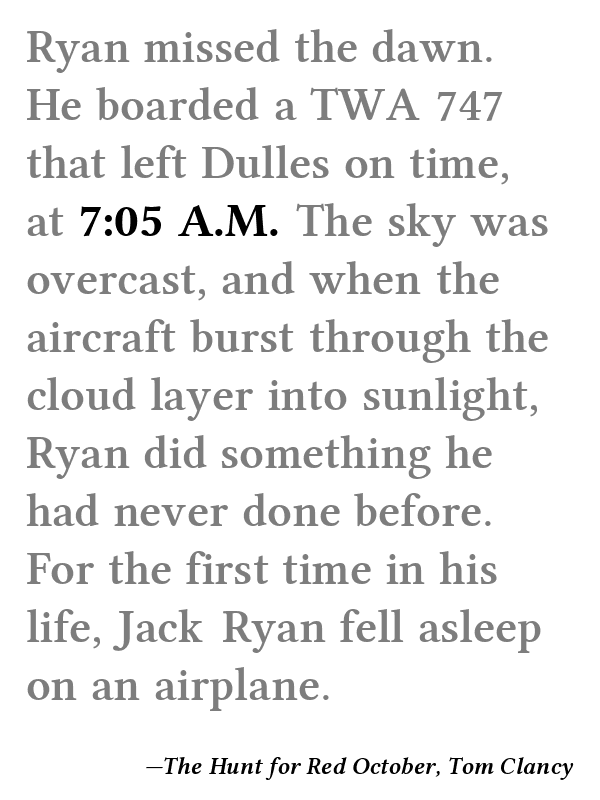 Ryan missed the dawn.
He boarded a TWA 747
that left Dulles on time,
at 7:05 A.M. The sky was
overcast, and when the
aircraft burst through the
cloud layer into sunlight,
Ryan did something he
had never done before.
For the first time in his
life, Jack Ryan fell asleep
on an airplane.
—The Hunt for Red October, Tom Clancy